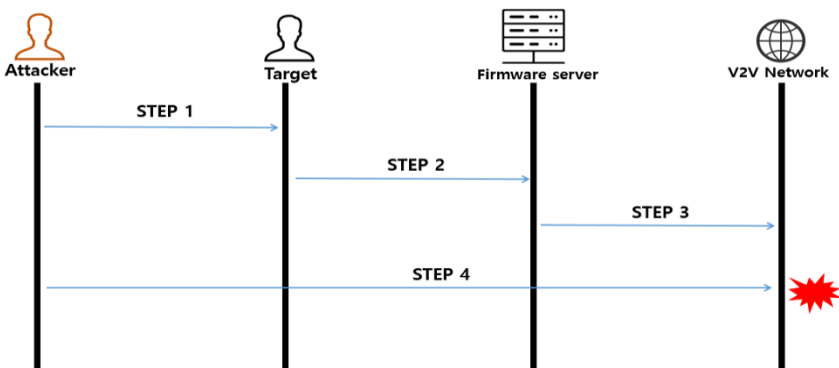 Attacker
Target
Firmware server
V2V Network
STEP 1
STEP 2
STEP 3
STEP 4